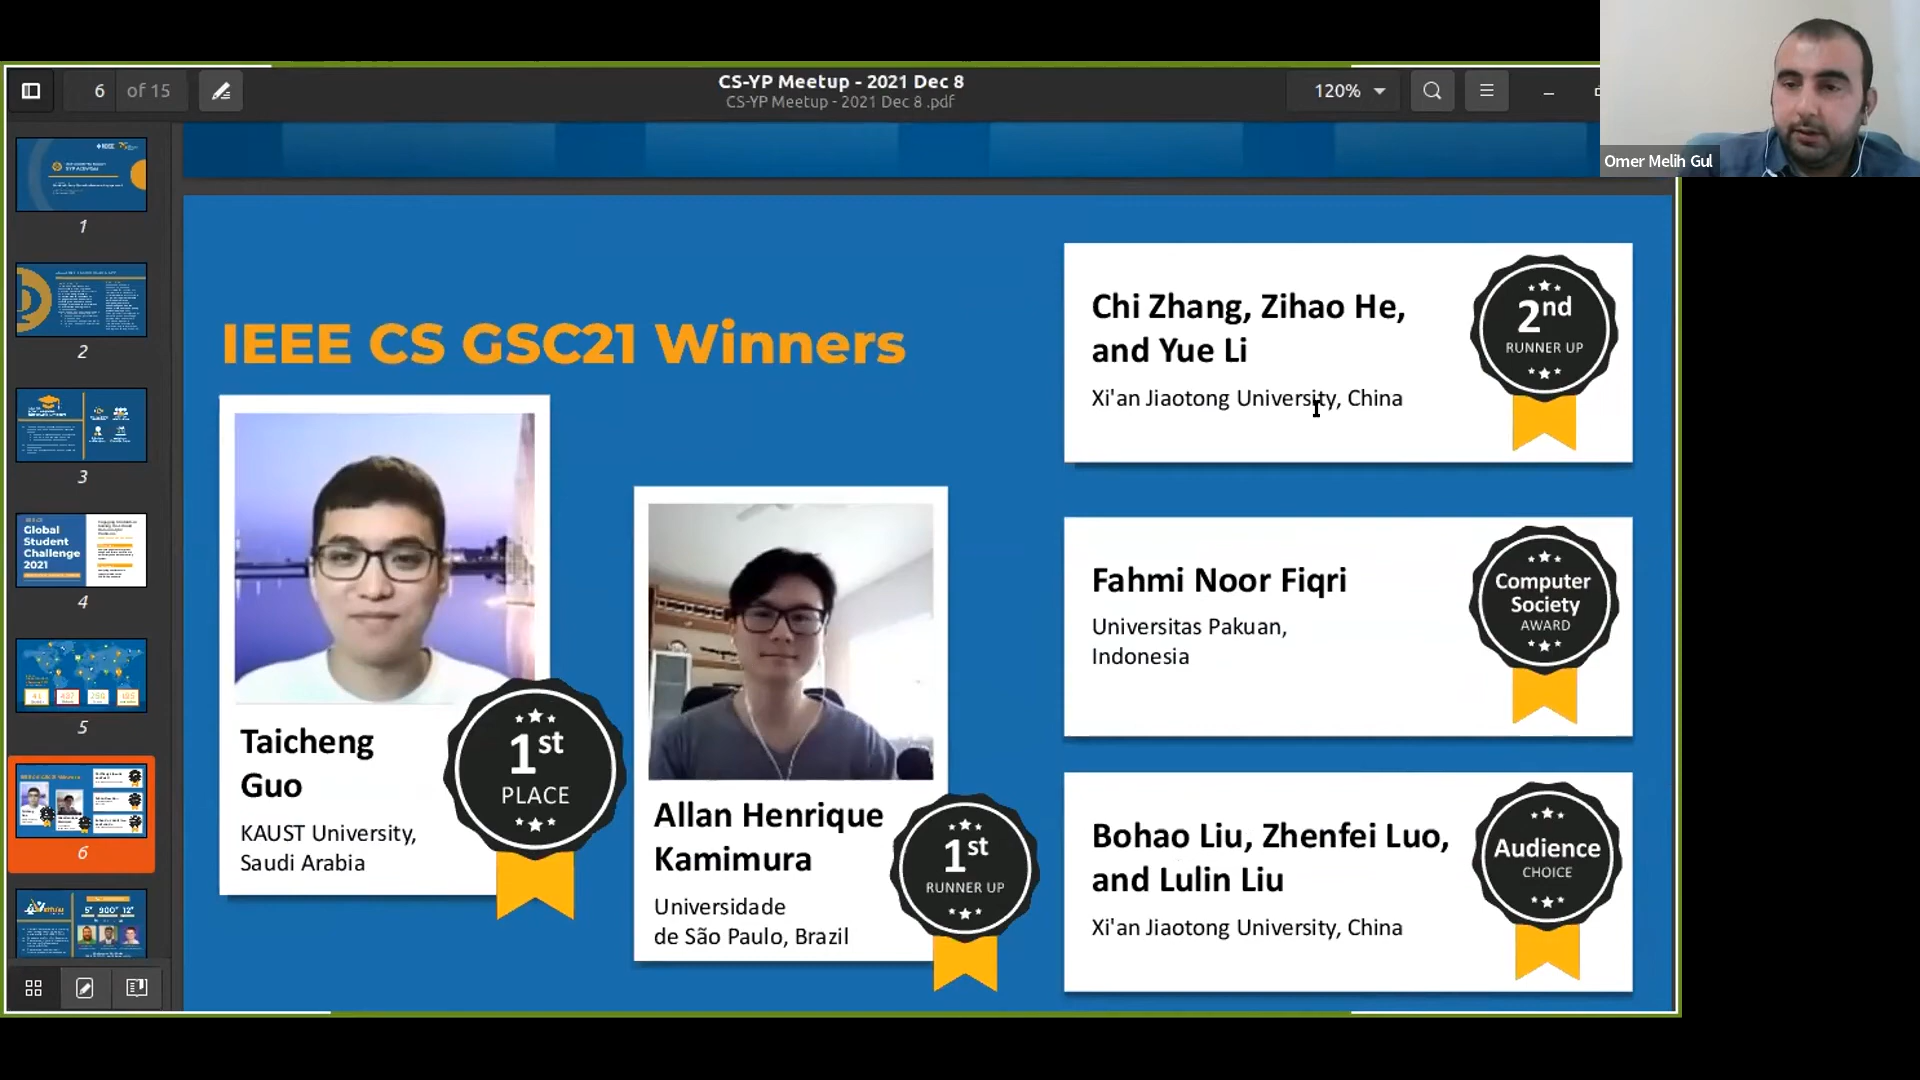 6 of 15
CS-YP Meetup - 2021 Dec 8
CS-YP Meetup - 2021 Dec 8 .pdf
120%
Omer Melih Gul
1
2
3
Global
Student
Challenge
2021
4
5
6
IEEE CS GSC21 Winners
Taicheng
Guo
KAUST University,
Saudi Arabia
1st
PLACE
Allan Henrique
Kamimura
Universidade
de São Paulo, Brazil
1st
RUNNER UP
Chi Zhang, Zihao He,
and Yue Li
Xi'an Jiaotong University, China
2nd
RUNNER UP
Fahmi Noor Fiqri
Universitas Pakuan,
Indonesia
Computer
Society
AWARD
Bohao Liu, Zhenfei Luo,
and Lulin Liu
Xi'an Jiaotong University, China
Audience
CHOICE